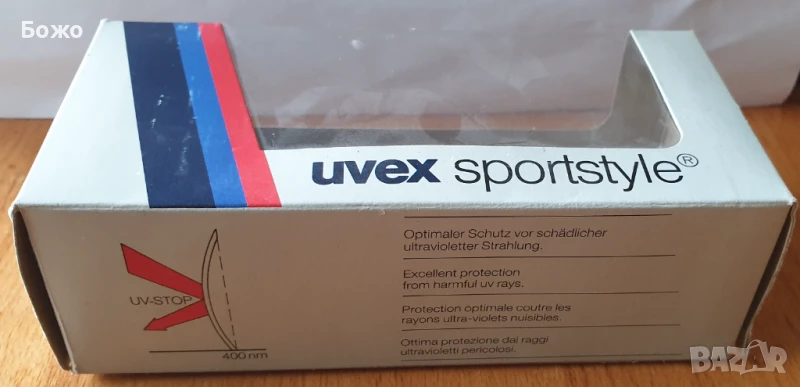 Божо
uvex sportstyle®
UV-STOP
400 nm
Optimaler Schutz vor schädlicher
ultravioletter Strahlung.
Excellent protection
from harmful uv rays.
Protection optimale coutre les
rayons ultra-violets nuisibles.
Ottima protezione dai raggi
ultravioletti pericolosi.
BAZAR